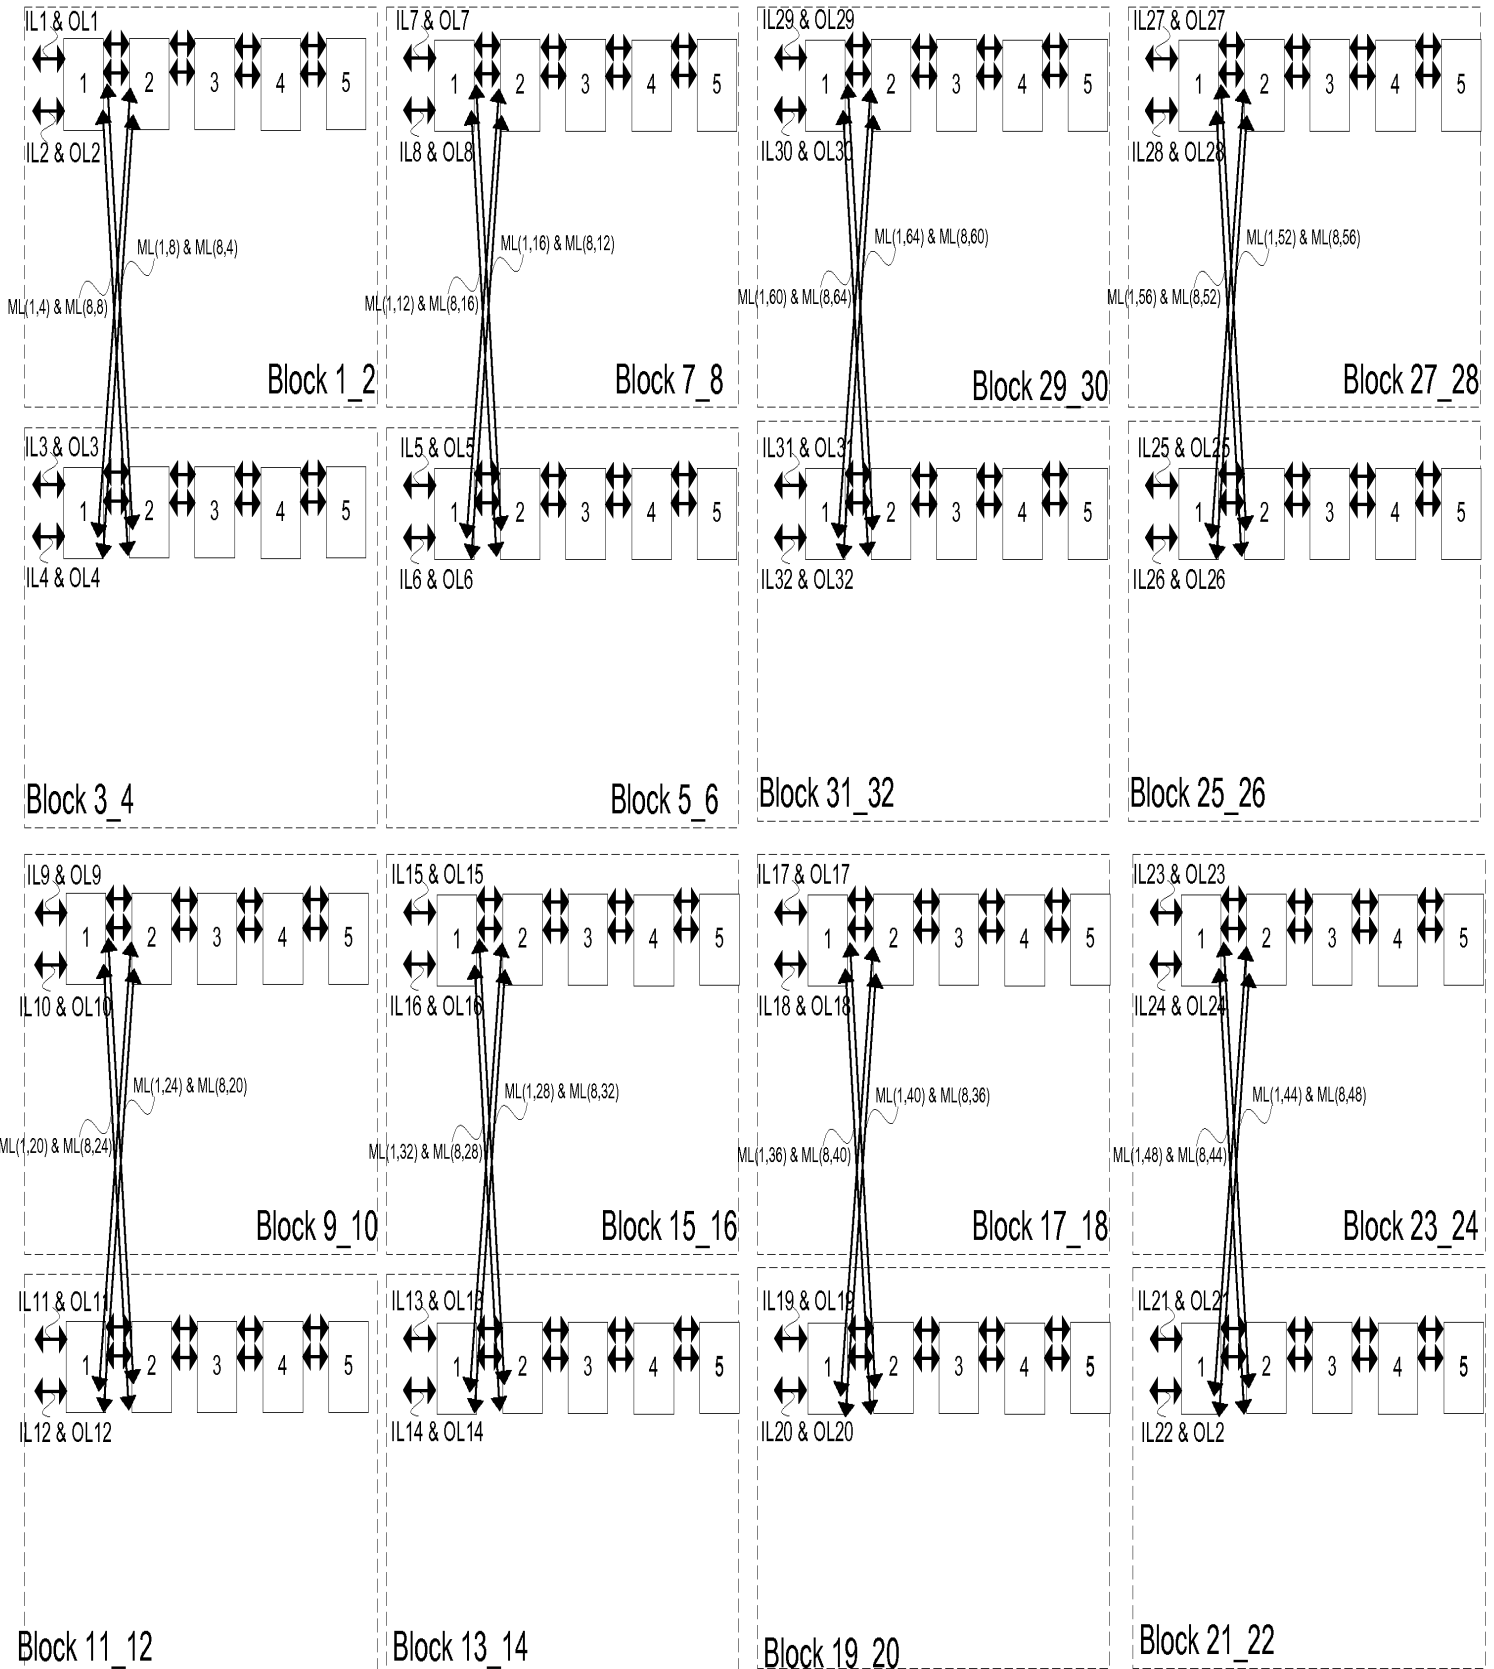 IL1 & OL1
1 2 3 4 5
IL2 & OL2
ML(1,8) & ML(8,4)
ML(1,4) & ML(8,8)
Block 1_2
IL7 & OL7
1 2 3 4 5
IL8 & OL8
ML(1,16) & ML(8,12)
ML(1,12) & ML(8,16)
Block 7_8
IL29 & OL29
1 2 3 4 5
IL30 & OL30
ML(1,64) & ML(8,60)
ML(1,60) & ML(8,64)
Block 29_30
IL27 & OL27
1 2 3 4 5
IL28 & OL28
ML(1,52) & ML(8,56)
ML(1,56) & ML(8,52)
Block 27_28
IL3 & OL3
1 2 3 4 5
IL4 & OL4
Block 3_4
IL5 & OL5
1 2 3 4 5
IL6 & OL6
Block 5_6
IL31 & OL31
1 2 3 4 5
IL32 & OL32
Block 31_32
IL25 & OL25
1 2 3 4 5
IL26 & OL26
Block 25_26
IL9 & OL9
1 2 3 4 5
IL10 & OL10
ML(1,24) & ML(8,20)
ML(1,20) & ML(8,24)
Block 9_10
IL15 & OL15
1 2 3 4 5
IL16 & OL16
ML(1,28) & ML(8,32)
ML(1,32) & ML(8,28)
Block 15_16
IL17 & OL17
1 2 3 4 5
IL18 & OL18
ML(1,40) & ML(8,36)
ML(1,36) & ML(8,40)
Block 17_18
IL23 & OL23
1 2 3 4 5
IL24 & OL24
ML(1,44) & ML(8,48)
ML(1,48) & ML(8,44)
Block 23_24
IL11 & OL11
1 2 3 4 5
IL12 & OL12
Block 11_12
IL13 & OL13
1 2 3 4 5
IL14 & OL14
Block 13_14
IL19 & OL19
1 2 3 4 5
IL20 & OL20
Block 19_20
IL21 & OL21
1 2 3 4 5
IL22 & OL2
Block 21_22